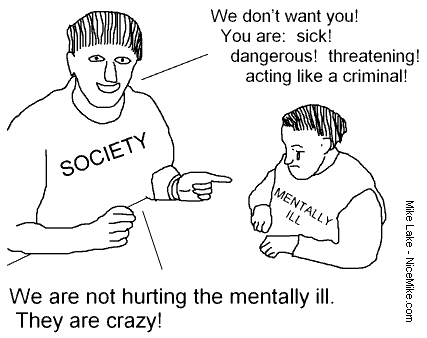 We don't want you!
You are:  sick!
dangerous!  threatening!
acting like a criminal!
SOCIETY
MENTALLY
ILL
Mike Lake - NiceMike.com
We are not hurting the mentally ill.
They are crazy!